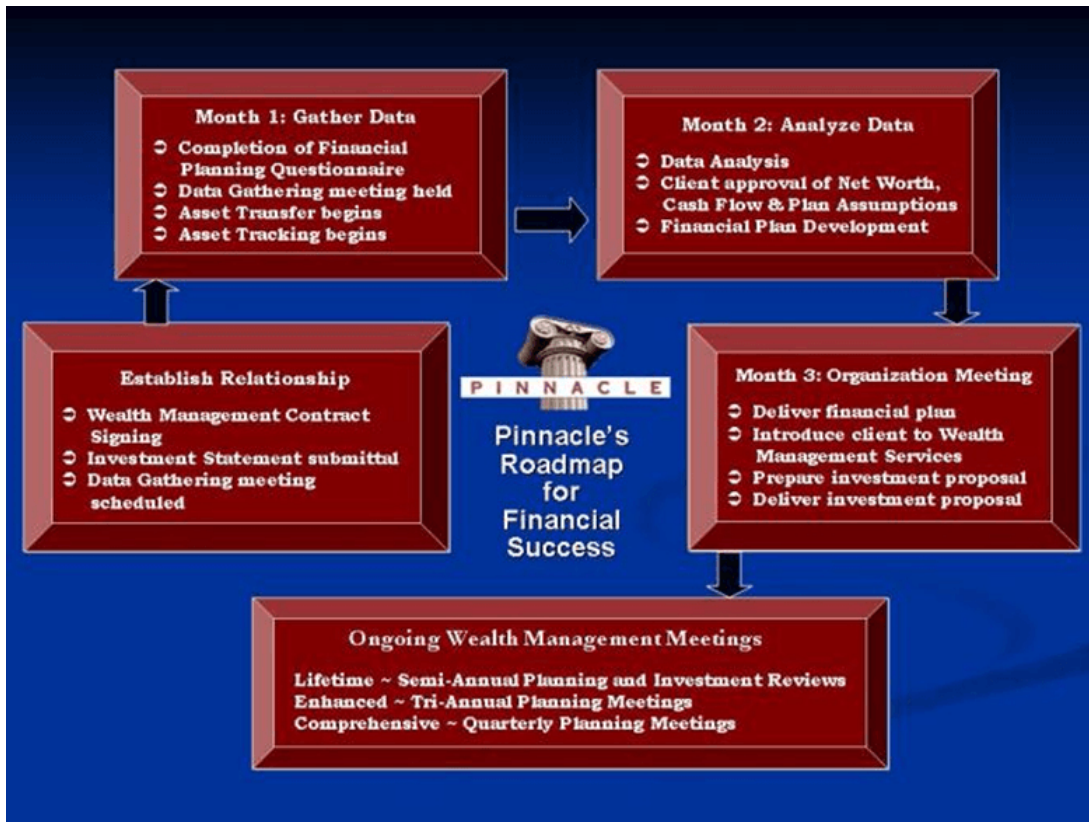 Month 1: Gather Data
➲ Completion of Financial
Planning Questionnaire
➲ Data Gathering meeting held
➲ Asset Transfer begins
➲ Asset Tracking begins
Month 2: Analyze Data
➲ Data Analysis
➲ Client approval of Net Worth,
Cash Flow & Plan Assumptions
➲ Financial Plan Development
Establish Relationship
➲ Wealth Management Contract
Signing
➲ Investment Statement submittal
➲ Data Gathering meeting
scheduled
PINNACLE
Pinnacle's
Roadmap
for
Financial
Success
Month 3: Organization Meeting
➲ Deliver financial plan
➲ Introduce client to Wealth
Management Services
➲ Prepare investment proposal
➲ Deliver investment proposal
Ongoing Wealth Management Meetings
Lifetime ~ Semi-Annual Planning and Investment Reviews
Enhanced ~ Tri-Annual Planning Meetings
Comprehensive ~ Quarterly Planning Meetings